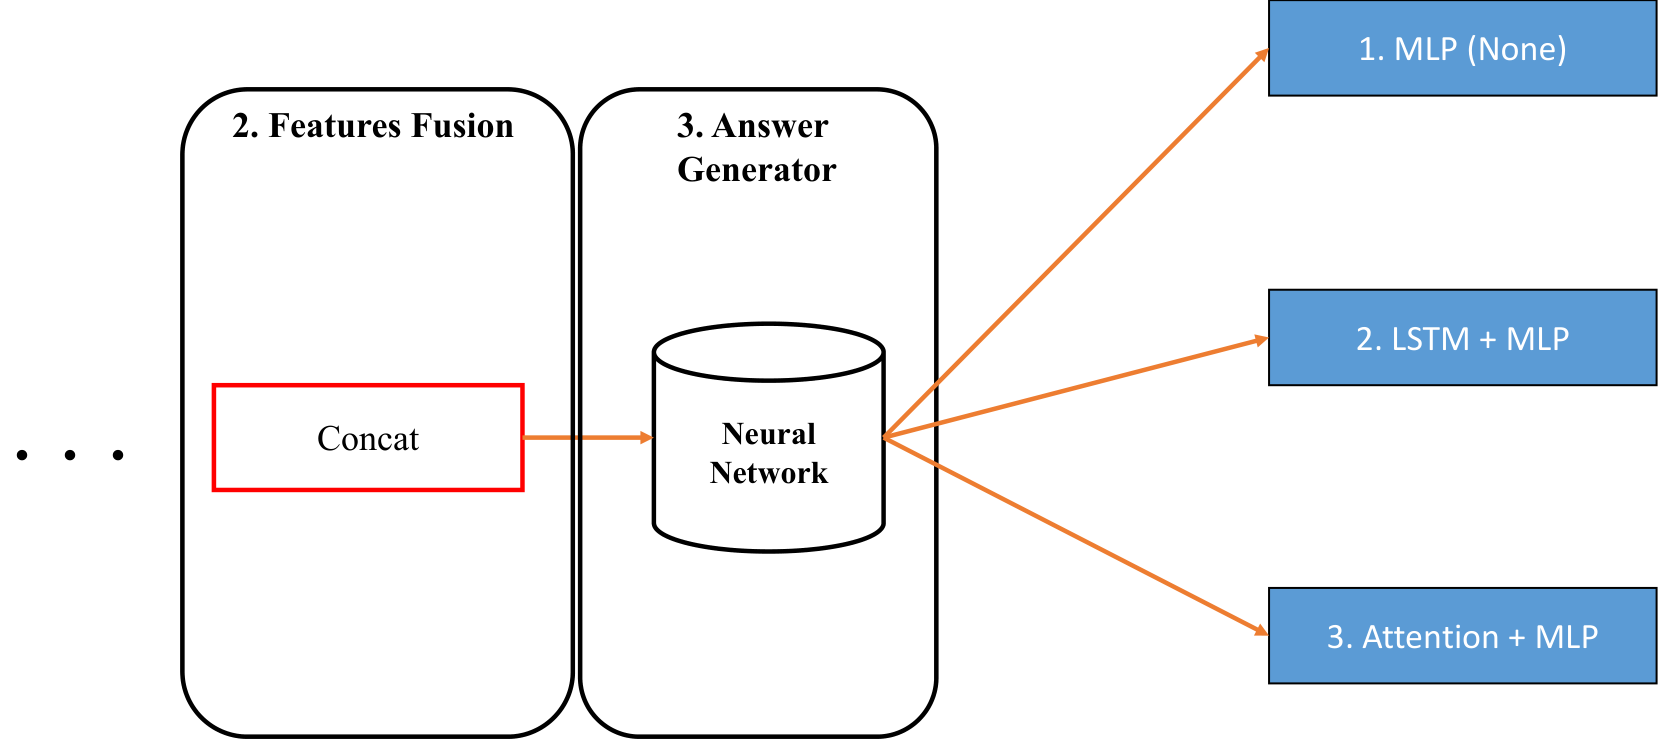 2. Features Fusion
3. Answer
Generator
. . .
Concat
Neural
Network
1. MLP (None)
2. LSTM + MLP
3. Attention + MLP